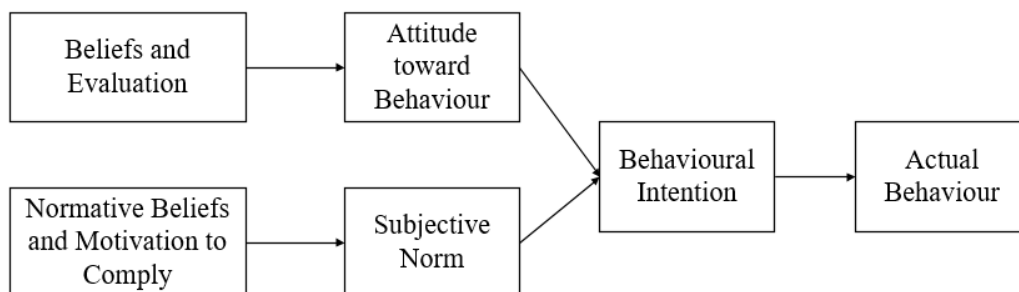 Beliefs and
Evaluation
Attitude
toward
Behaviour
Normative Beliefs
and Motivation to
Comply
Subjective
Norm
Behavioural
Intention
Actual
Behaviour